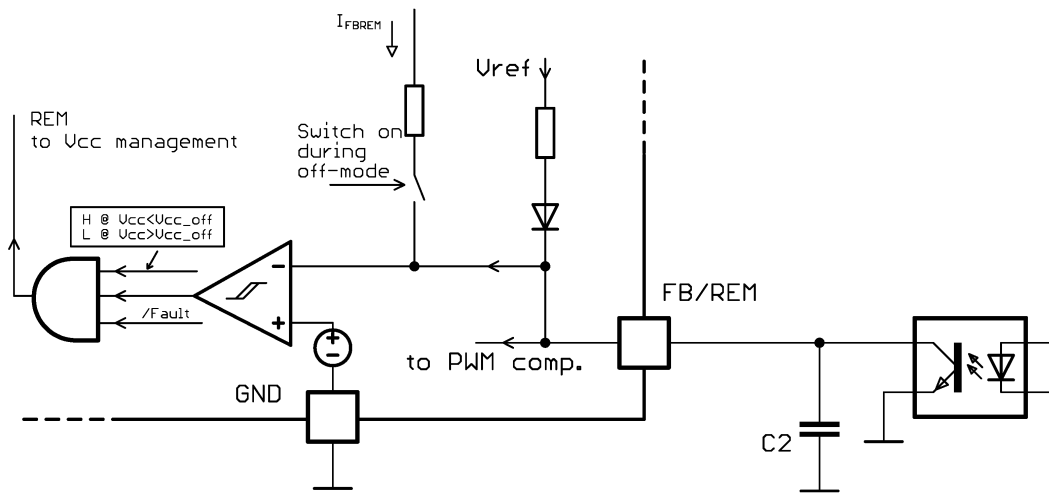 I_FBREM
Vref
REM
to Vcc management
Switch on
during
off-mode
H @ Vcc<Vcc_off
L @ Vcc>Vcc_off
/Fault
FB/REM
to PWM comp.
GND
C2